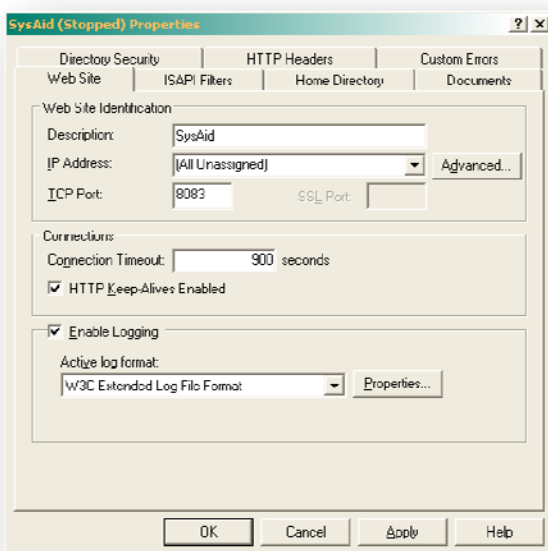 SysAid (Stopped) Properties
Directory Security HTTP Headers Custom Errors
Web Site ISAPI Filters Home Directory Documents
Web Site Identification
Description: SysAid
IP Address: (All Unassigned) Advanced...
TCP Port: 8083 SSL Port:
Connections
Connection Timeout: 900 seconds
HTTP Keep-Alives Enabled
Enable Logging
Active log format:
W3C Extended Log File Format Properties...
OK Cancel Apply Help